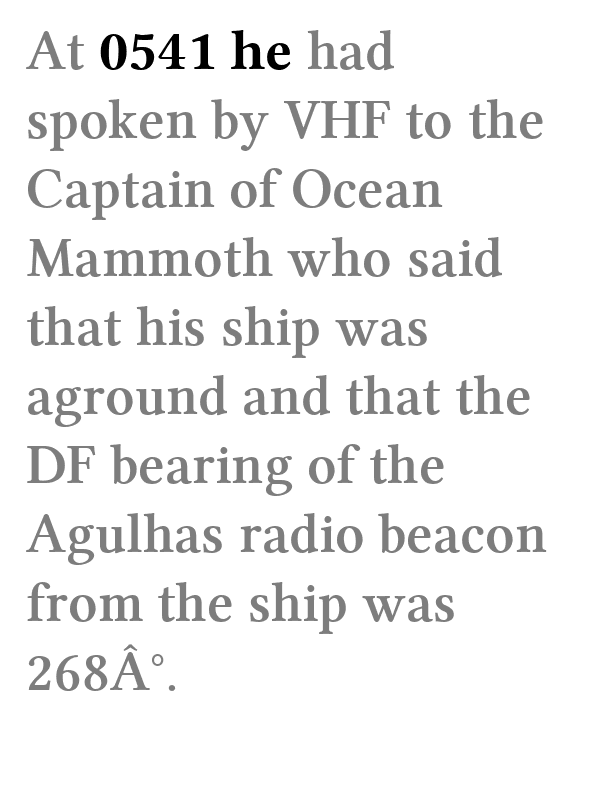 At 0541 he had
spoken by VHF to the
Captain of Ocean
Mammoth who said
that his ship was
aground and that the
DF bearing of the
Agulhas radio beacon
from the ship was
268Â°.